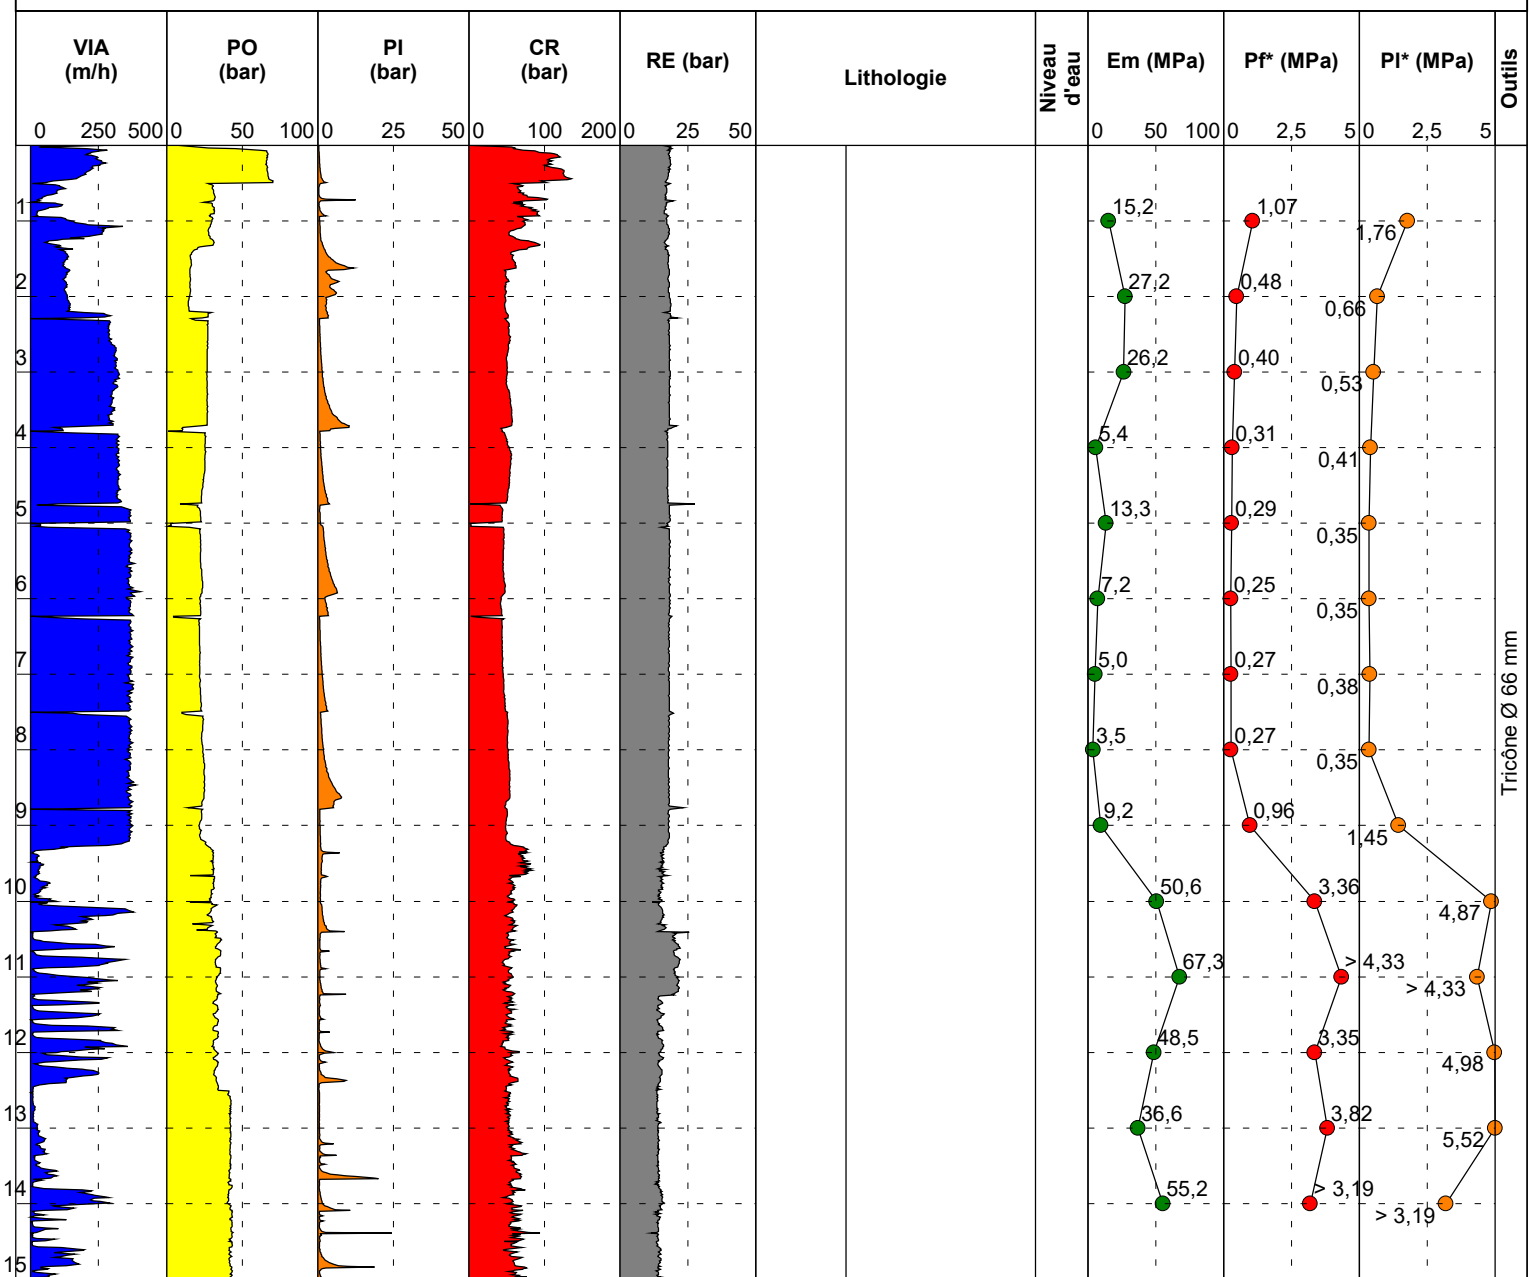 VIA (m/h)
PO (bar)
PI (bar)
CR (bar)
RE (bar)
Lithologie
Niveau d'eau
Em (MPa)
Pf* (MPa)
Pl* (MPa)
Outils
0 250 500 0 50 100 0 25 50 0 100 200 0 25 50 0 50 100 0 2,5 5 0 2,5 5
1 15,2 1,07 1,76
2 27,2 0,48 0,66
3 26,2 0,40 0,53
4 5,4 0,31 0,41
5 13,3 0,29 0,35
6 7,2 0,25 0,35
7 5,0 0,27 0,38
8 3,5 0,27 0,35
9 9,2 0,96 1,45
10 50,6 3,36 4,87
11 67,3 > 4,33 > 4,33
12 48,5 3,35 4,98
13 36,6 3,82 5,52
14 55,2 > 3,19 > 3,19
15
Tricône Ø 66 mm